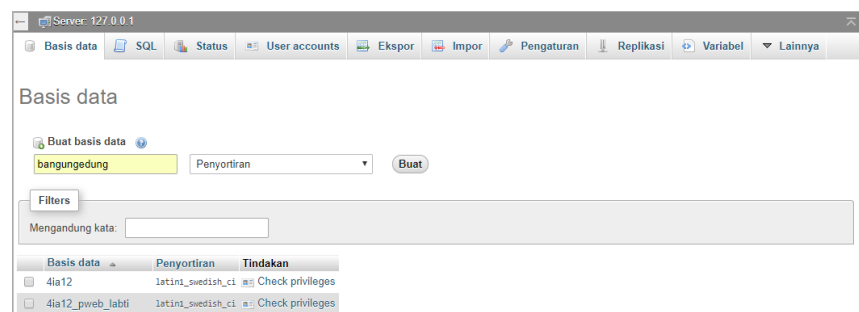 Server: 127.0.0.1
Basis data SQL Status User accounts Ekspor Impor Pengaturan Replikasi Variabel Lainnya
Basis data
Buat basis data
bangungedung Penyortiran Buat
Filters
Mengandung kata:
Basis data Penyortiran Tindakan
4ia12 latin1_swedish_ci Check privileges
4ia12_pweb_labti latin1_swedish_ci Check privileges